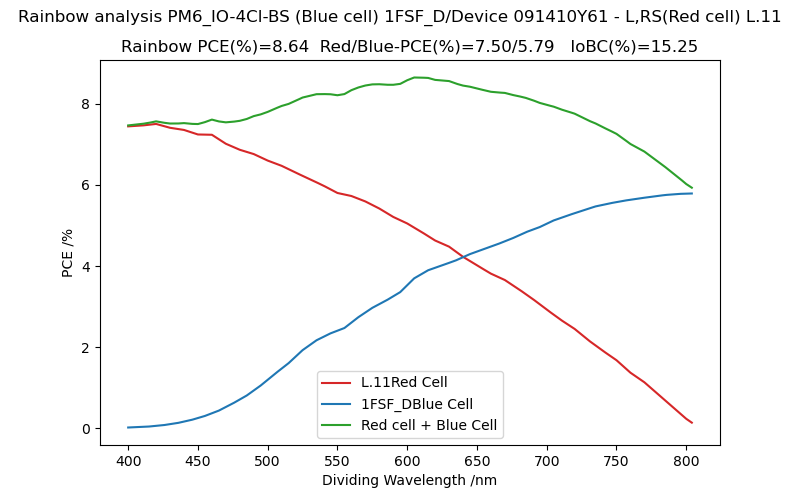 Rainbow analysis PM6_IO-4Cl-BS (Blue cell) 1FSF_D/Device 091410Y61 - L,RS(Red cell) L.11
Rainbow PCE(%)=8.64  Red/Blue-PCE(%)=7.50/5.79   IoBC(%)=15.25
PCE /%
8
6
4
2
0
L.11Red Cell
1FSF_DBlue Cell
Red cell + Blue Cell
400 450 500 550 600 650 700 750 800
Dividing Wavelength /nm